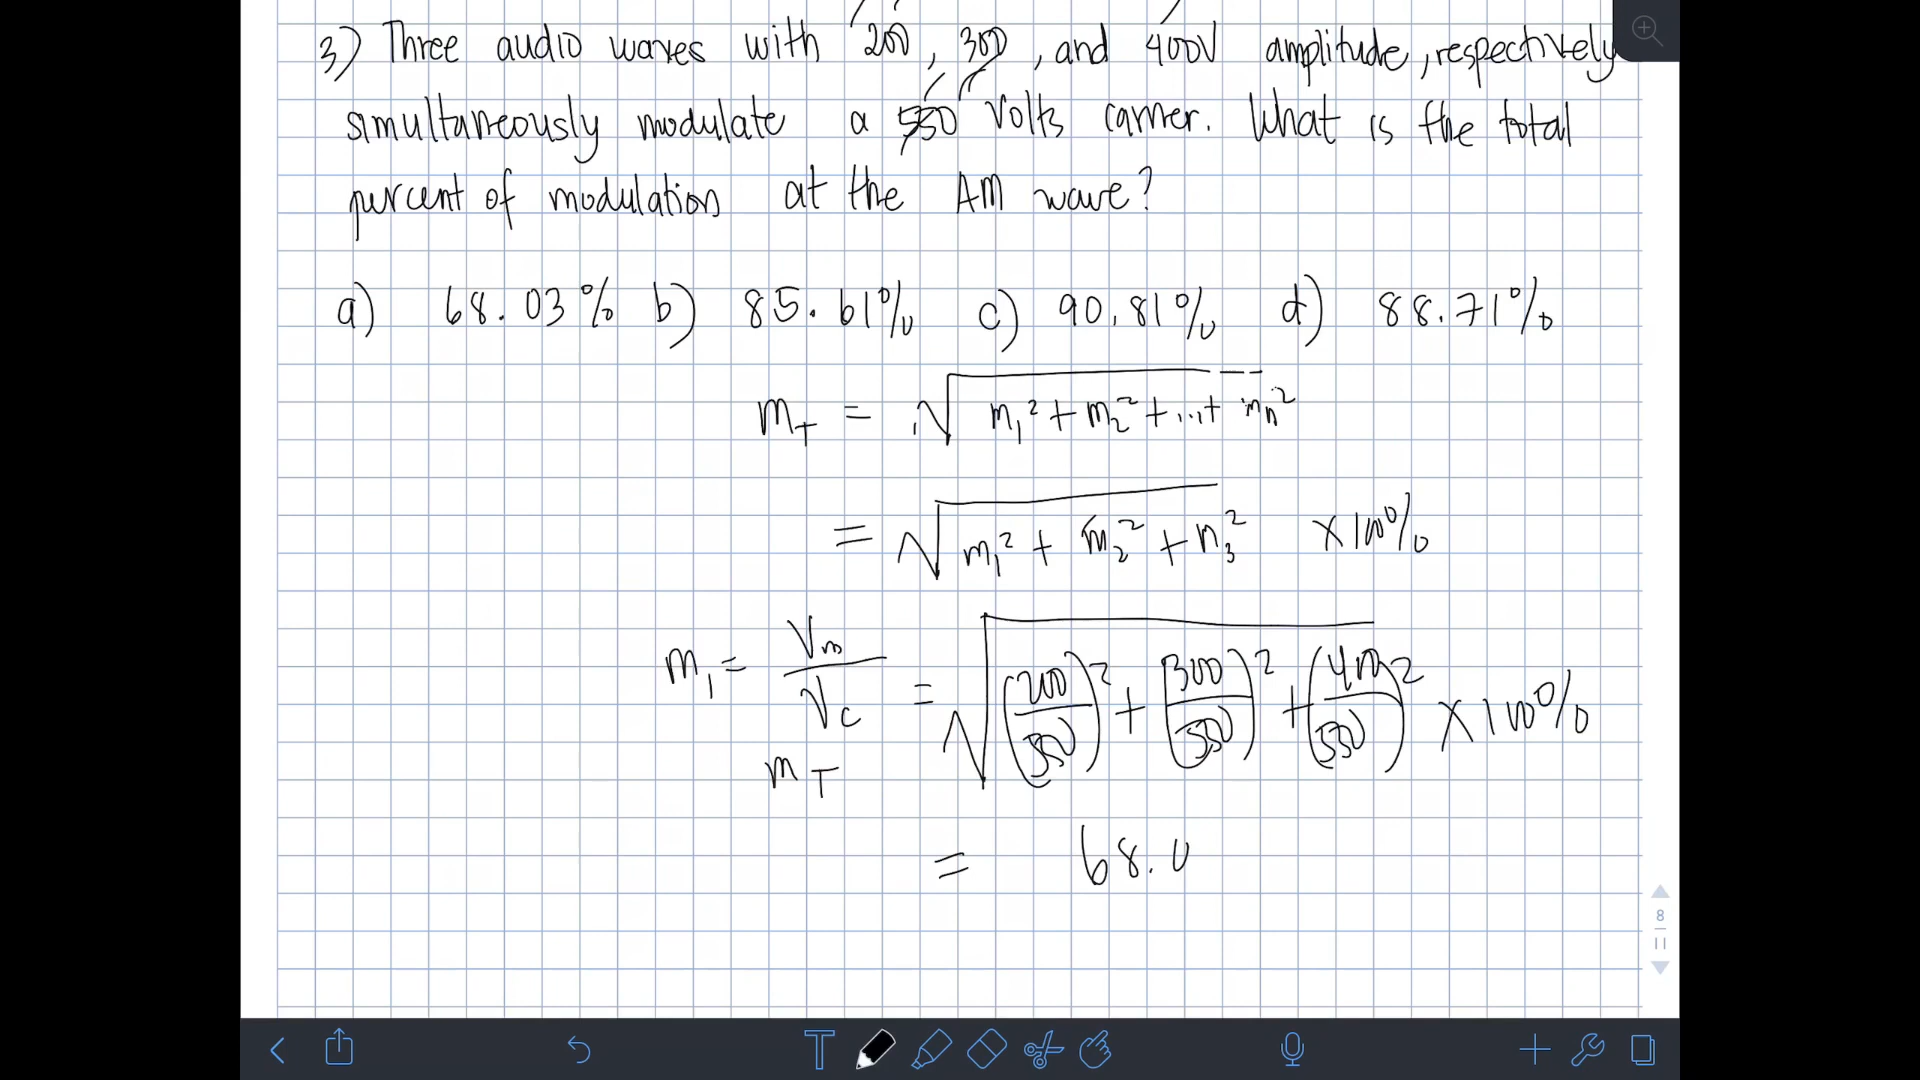 3) Three audio waves with 200, 300, and 400V amplitude, respectively
simultaneously modulate a 550 Volts carrier. What is the total
percent of modulation at the AM wave?
a) 68.03% b) 85.61% c) 90.81% d) 88.71%
mT = √(m1² + m2² + ...+ mn²)
= √(m1² + m2² + m3²) x100%
m1 = Vm/Vc = √((200/550)² + (300/550)² + (400/550)²) x100%
mT
= 68.0
8
11
T